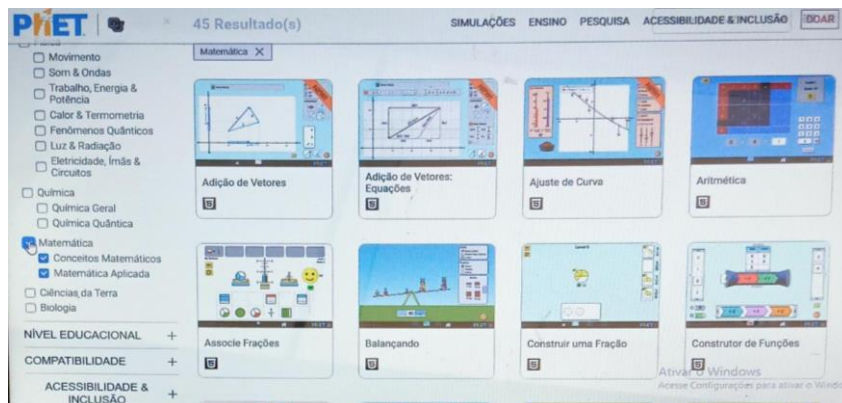 PhET
45 Resultado(s)
SIMULAÇÕES ENSINO PESQUISA ACESSIBILIDADE & INCLUSÃO DOAR
Matemática X
Movimento
Som & Ondas
Trabalho, Energia &
Potência
Calor & Termometria
Fenômenos Quânticos
Luz & Radiação
Eletricidade, Ímãs &
Circuitos
Química
Química Geral
Química Quântica
Matemática
Conceitos Matemáticos
Matemática Aplicada
Ciências da Terra
Biologia
NÍVEL EDUCACIONAL +
COMPATIBILIDADE +
ACESSIBILIDADE &
INCLUSÃO +
Adição de Vetores
Adição de Vetores:
Equações
Ajuste de Curva
Aritmética
Associe Frações
Balançando
Construir uma Fração
Construtor de Funções
Ativar o Windows
Acesse Configurações para ativar o Windo